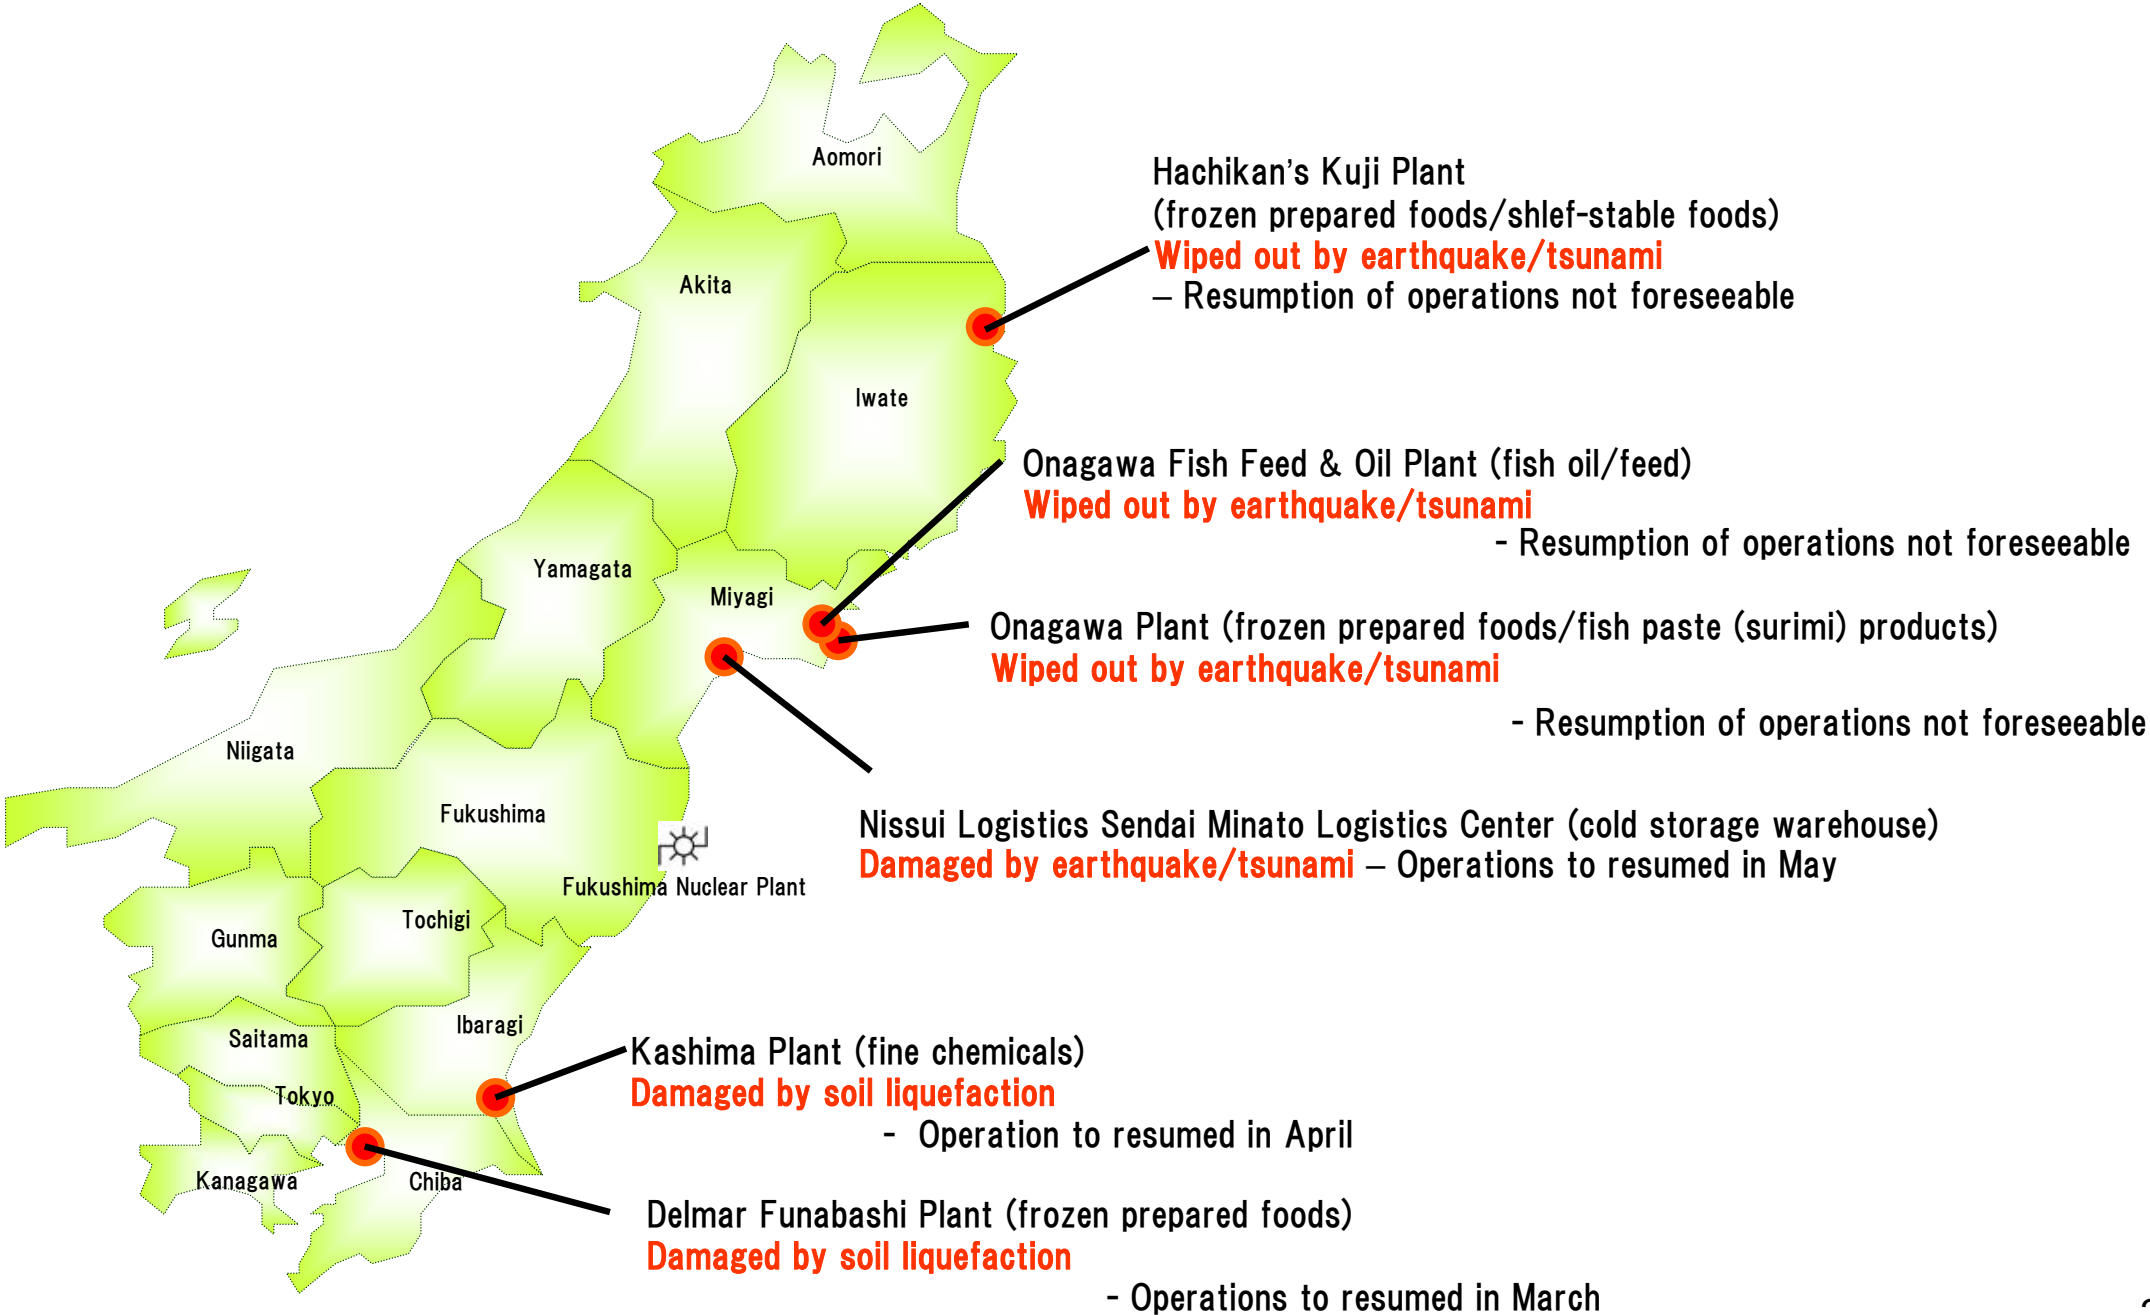 Aomori
Hachikan's Kuji Plant
(frozen prepared foods/shlef-stable foods)
Wiped out by earthquake/tsunami
– Resumption of operations not foreseeable
Akita
Iwate
Onagawa Fish Feed & Oil Plant (fish oil/feed)
Wiped out by earthquake/tsunami
- Resumption of operations not foreseeable
Yamagata
Miyagi
Onagawa Plant (frozen prepared foods/fish paste (surimi) products)
Wiped out by earthquake/tsunami
- Resumption of operations not foreseeable
Niigata
Fukushima
Nissui Logistics Sendai Minato Logistics Center (cold storage warehouse)
Damaged by earthquake/tsunami – Operations to resumed in May
Fukushima Nuclear Plant
Tochigi
Gunma
Ibaragi
Saitama
Kashima Plant (fine chemicals)
Damaged by soil liquefaction
- Operation to resumed in April
Tokyo
Kanagawa
Chiba
Delmar Funabashi Plant (frozen prepared foods)
Damaged by soil liquefaction
- Operations to resumed in March